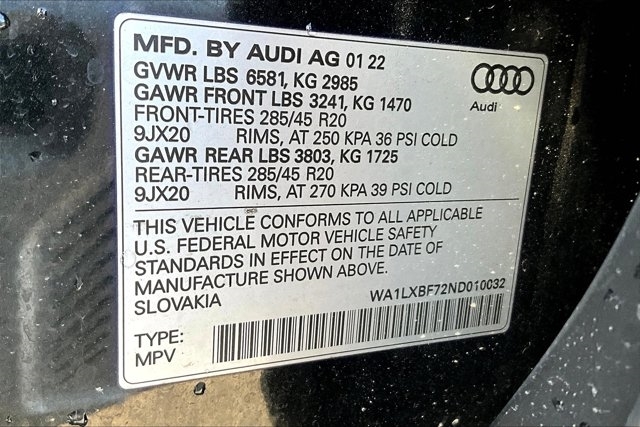 MFD. BY AUDI AG 01 22
GVWR LBS 6581, KG 2985
GAWR FRONT LBS 3241, KG 1470
FRONT-TIRES 285/45 R20
9JX20 RIMS, AT 250 KPA 36 PSI COLD
GAWR REAR LBS 3803, KG 1725
REAR-TIRES 285/45 R20
9JX20 RIMS, AT 270 KPA 39 PSI COLD
Audi
THIS VEHICLE CONFORMS TO ALL APPLICABLE
U.S. FEDERAL MOTOR VEHICLE SAFETY
STANDARDS IN EFFECT ON THE DATE OF
MANUFACTURE SHOWN ABOVE.
SLOVAKIA WA1LXBF72ND010032
TYPE:
MPV